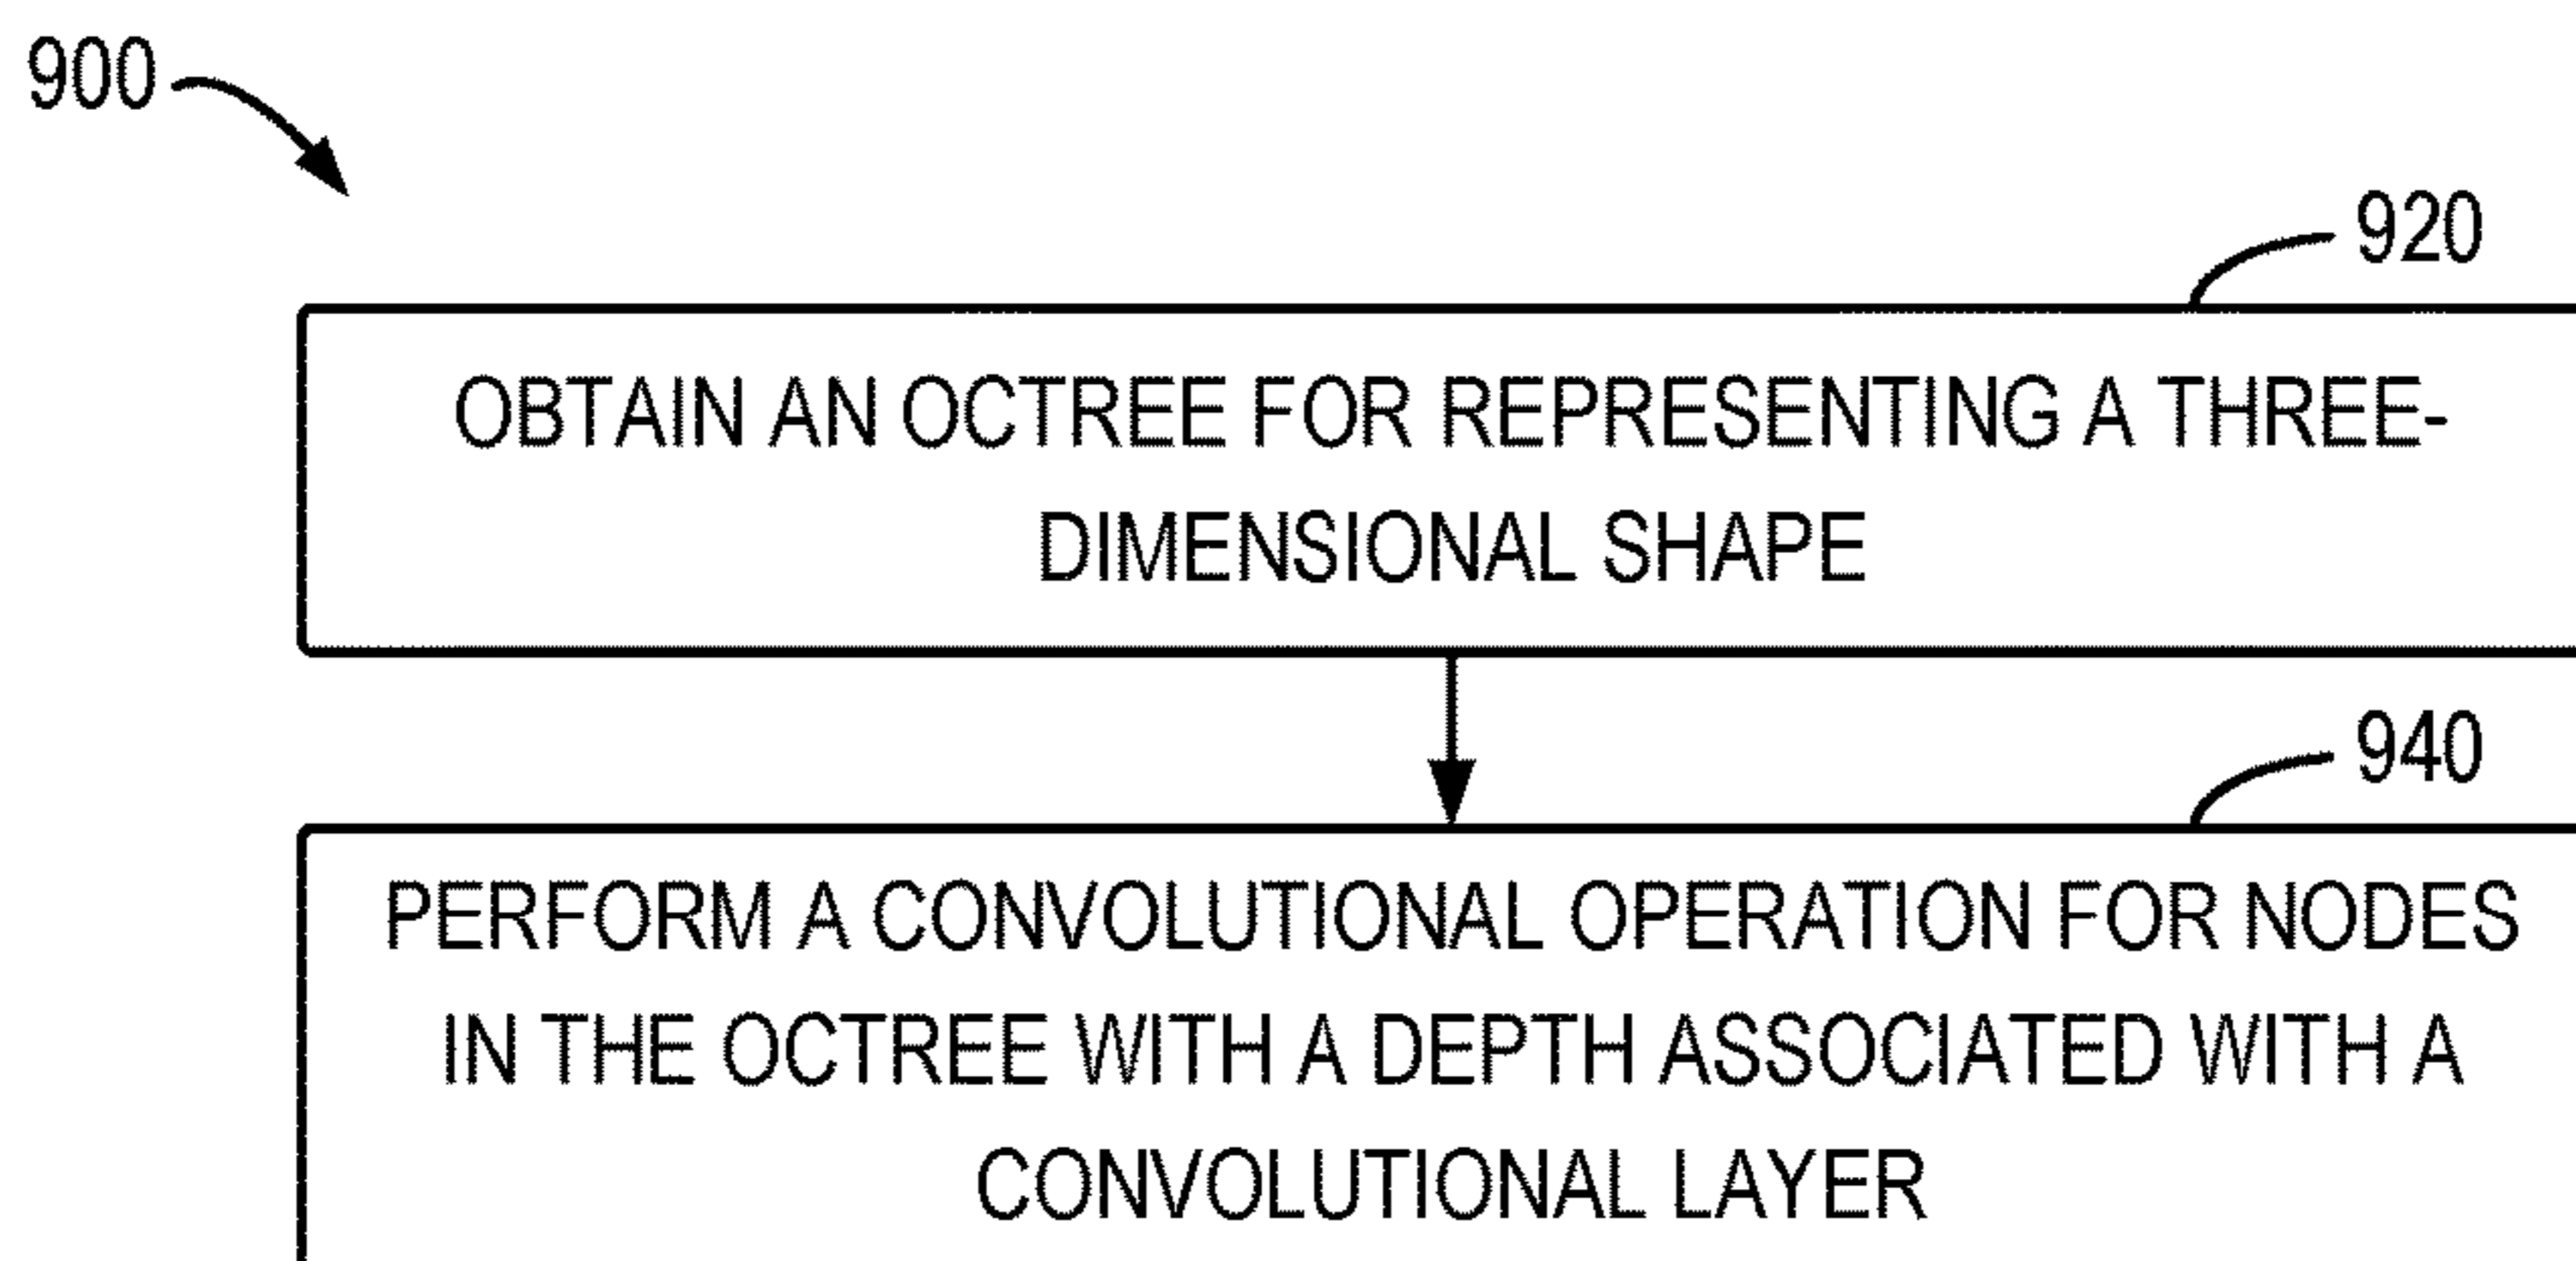 900
920
OBTAIN AN OCTREE FOR REPRESENTING A THREE-
DIMENSIONAL SHAPE
940
PERFORM A CONVOLUTIONAL OPERATION FOR NODES
IN THE OCTREE WITH A DEPTH ASSOCIATED WITH A
CONVOLUTIONAL LAYER